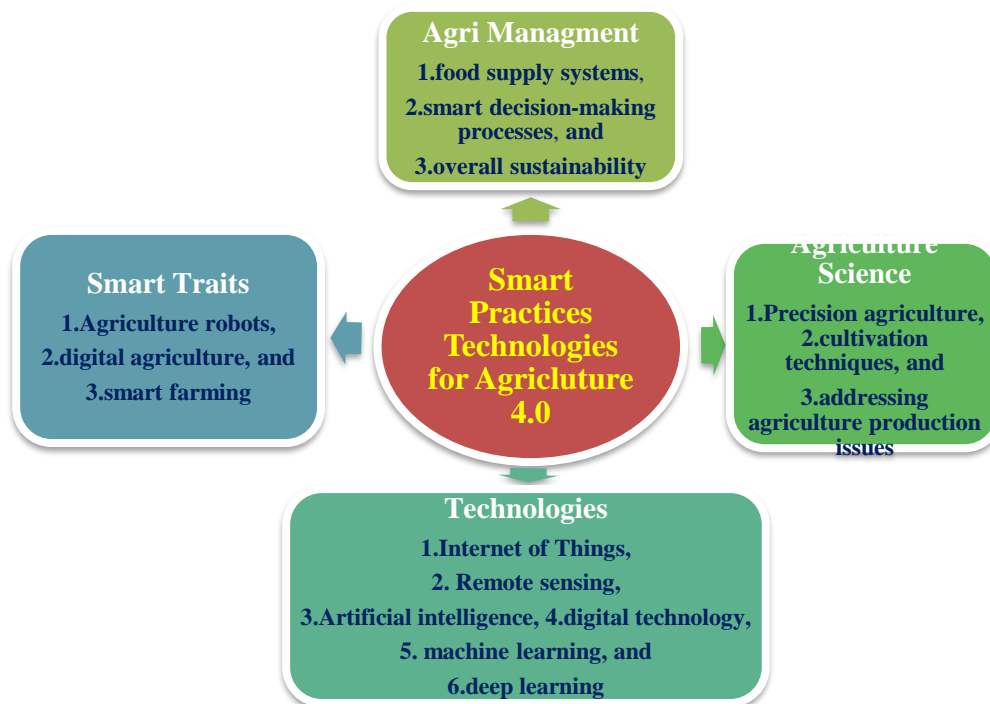 Agri Managment
1.food supply systems,
2.smart decision-making
processes, and
3.overall sustainability
Smart Traits
1.Agriculture robots,
2.digital agriculture, and
3.smart farming
Smart
Practices
Technologies
for Agricluture
4.0
Agriculture
Science
1.Precision agriculture,
2.cultivation
techniques, and
3.addressing
agriculture production
issues
Technologies
1.Internet of Things,
2. Remote sensing,
3.Artificial intelligence, 4.digital technology,
5. machine learning, and
6.deep learning